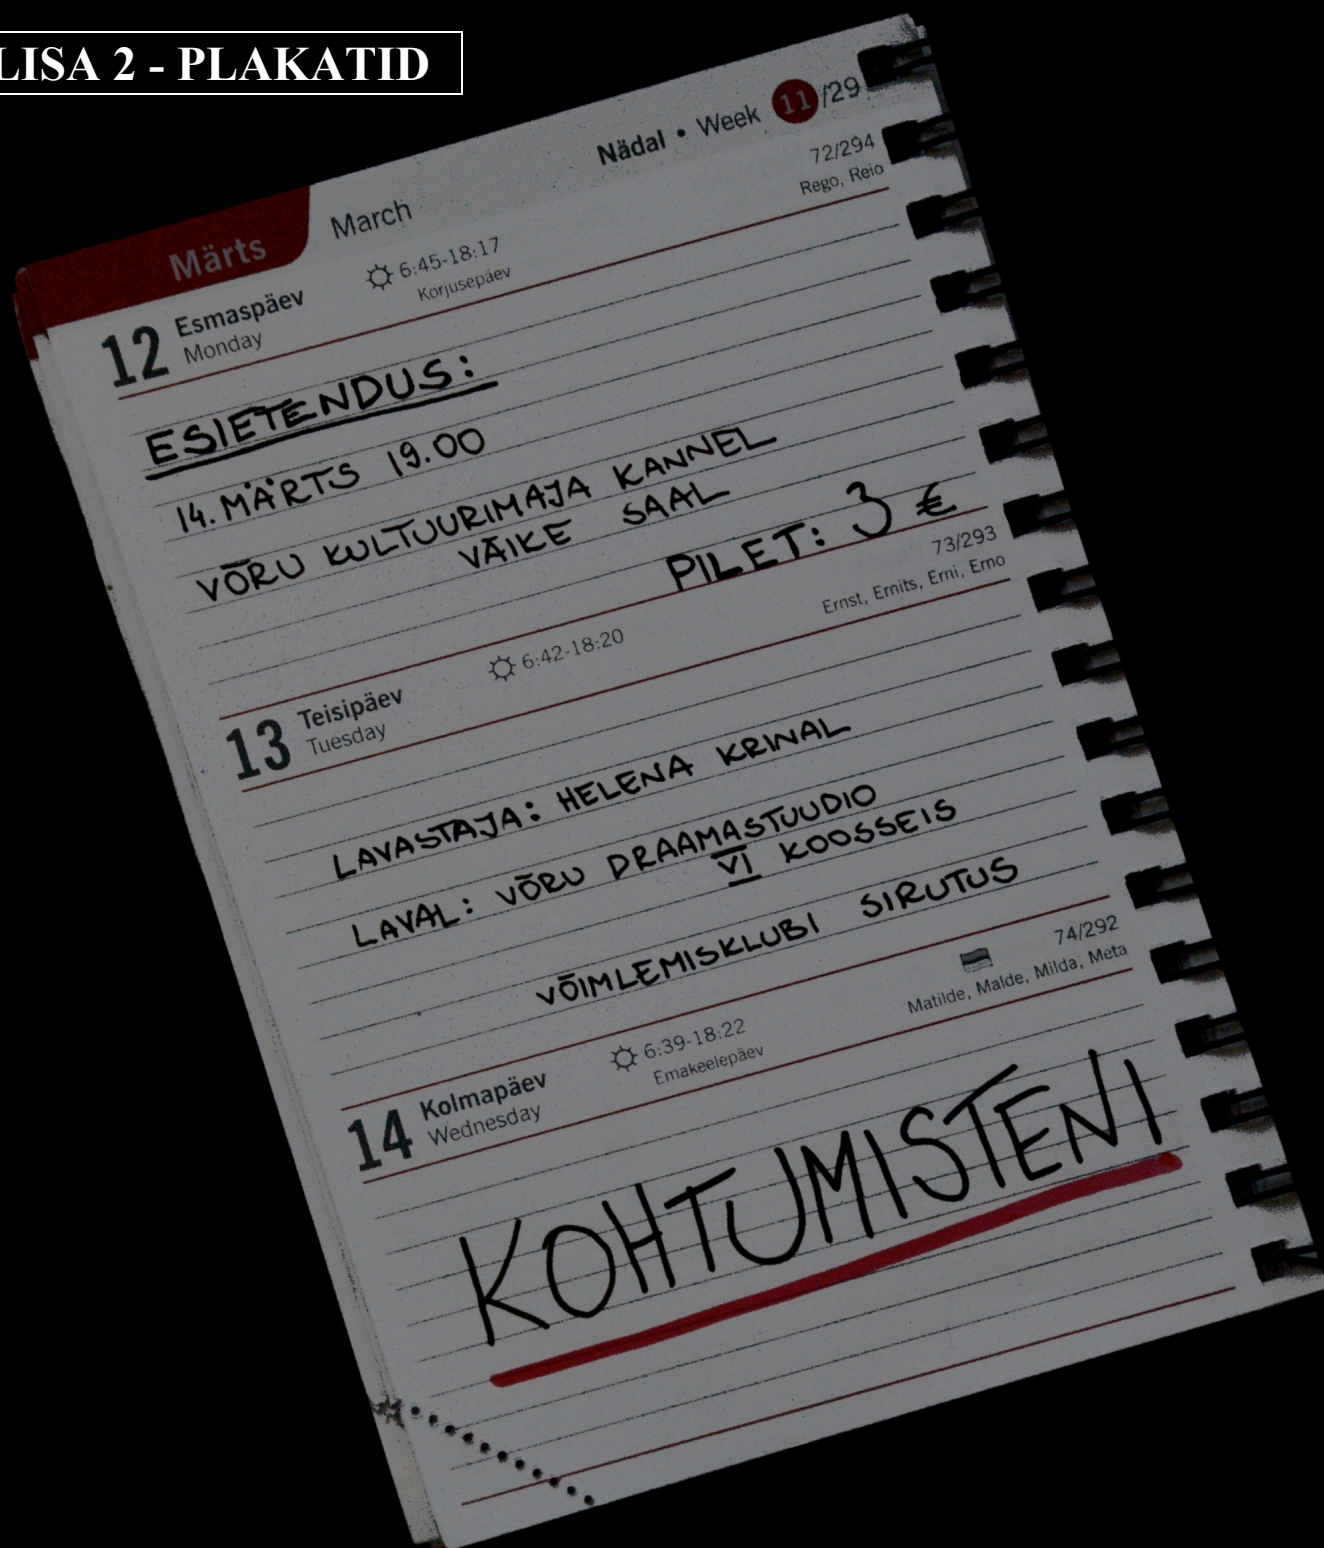 LISA 2 - PLAKATID
Nädal • Week 11/29
Märts March
72/294
Rego, Reio
12 Esmaspäev
Monday
6:45-18:17
Korjusepäev
ESIETENDUS:
14. MÄRTS 19.00
VÕRU KULTUURIMAJA KANNEL
VÄIKE SAAL
PILET: 3 €
73/293
Ernst, Ernits, Erni, Erno
13 Teisipäev
Tuesday
6:42-18:20
LAVASTAJA: HELENA KRINAL
LAVAL: VÕRU DRAAMASTUUDIO
VI KOOSSEIS
VÕIMLEMISKLUBI SIRUTUS
74/292
Matilde, Malde, Milda, Meta
14 Kolmapäev
Wednesday
6:39-18:22
Emakeelepäev
KOHTUMISTENI